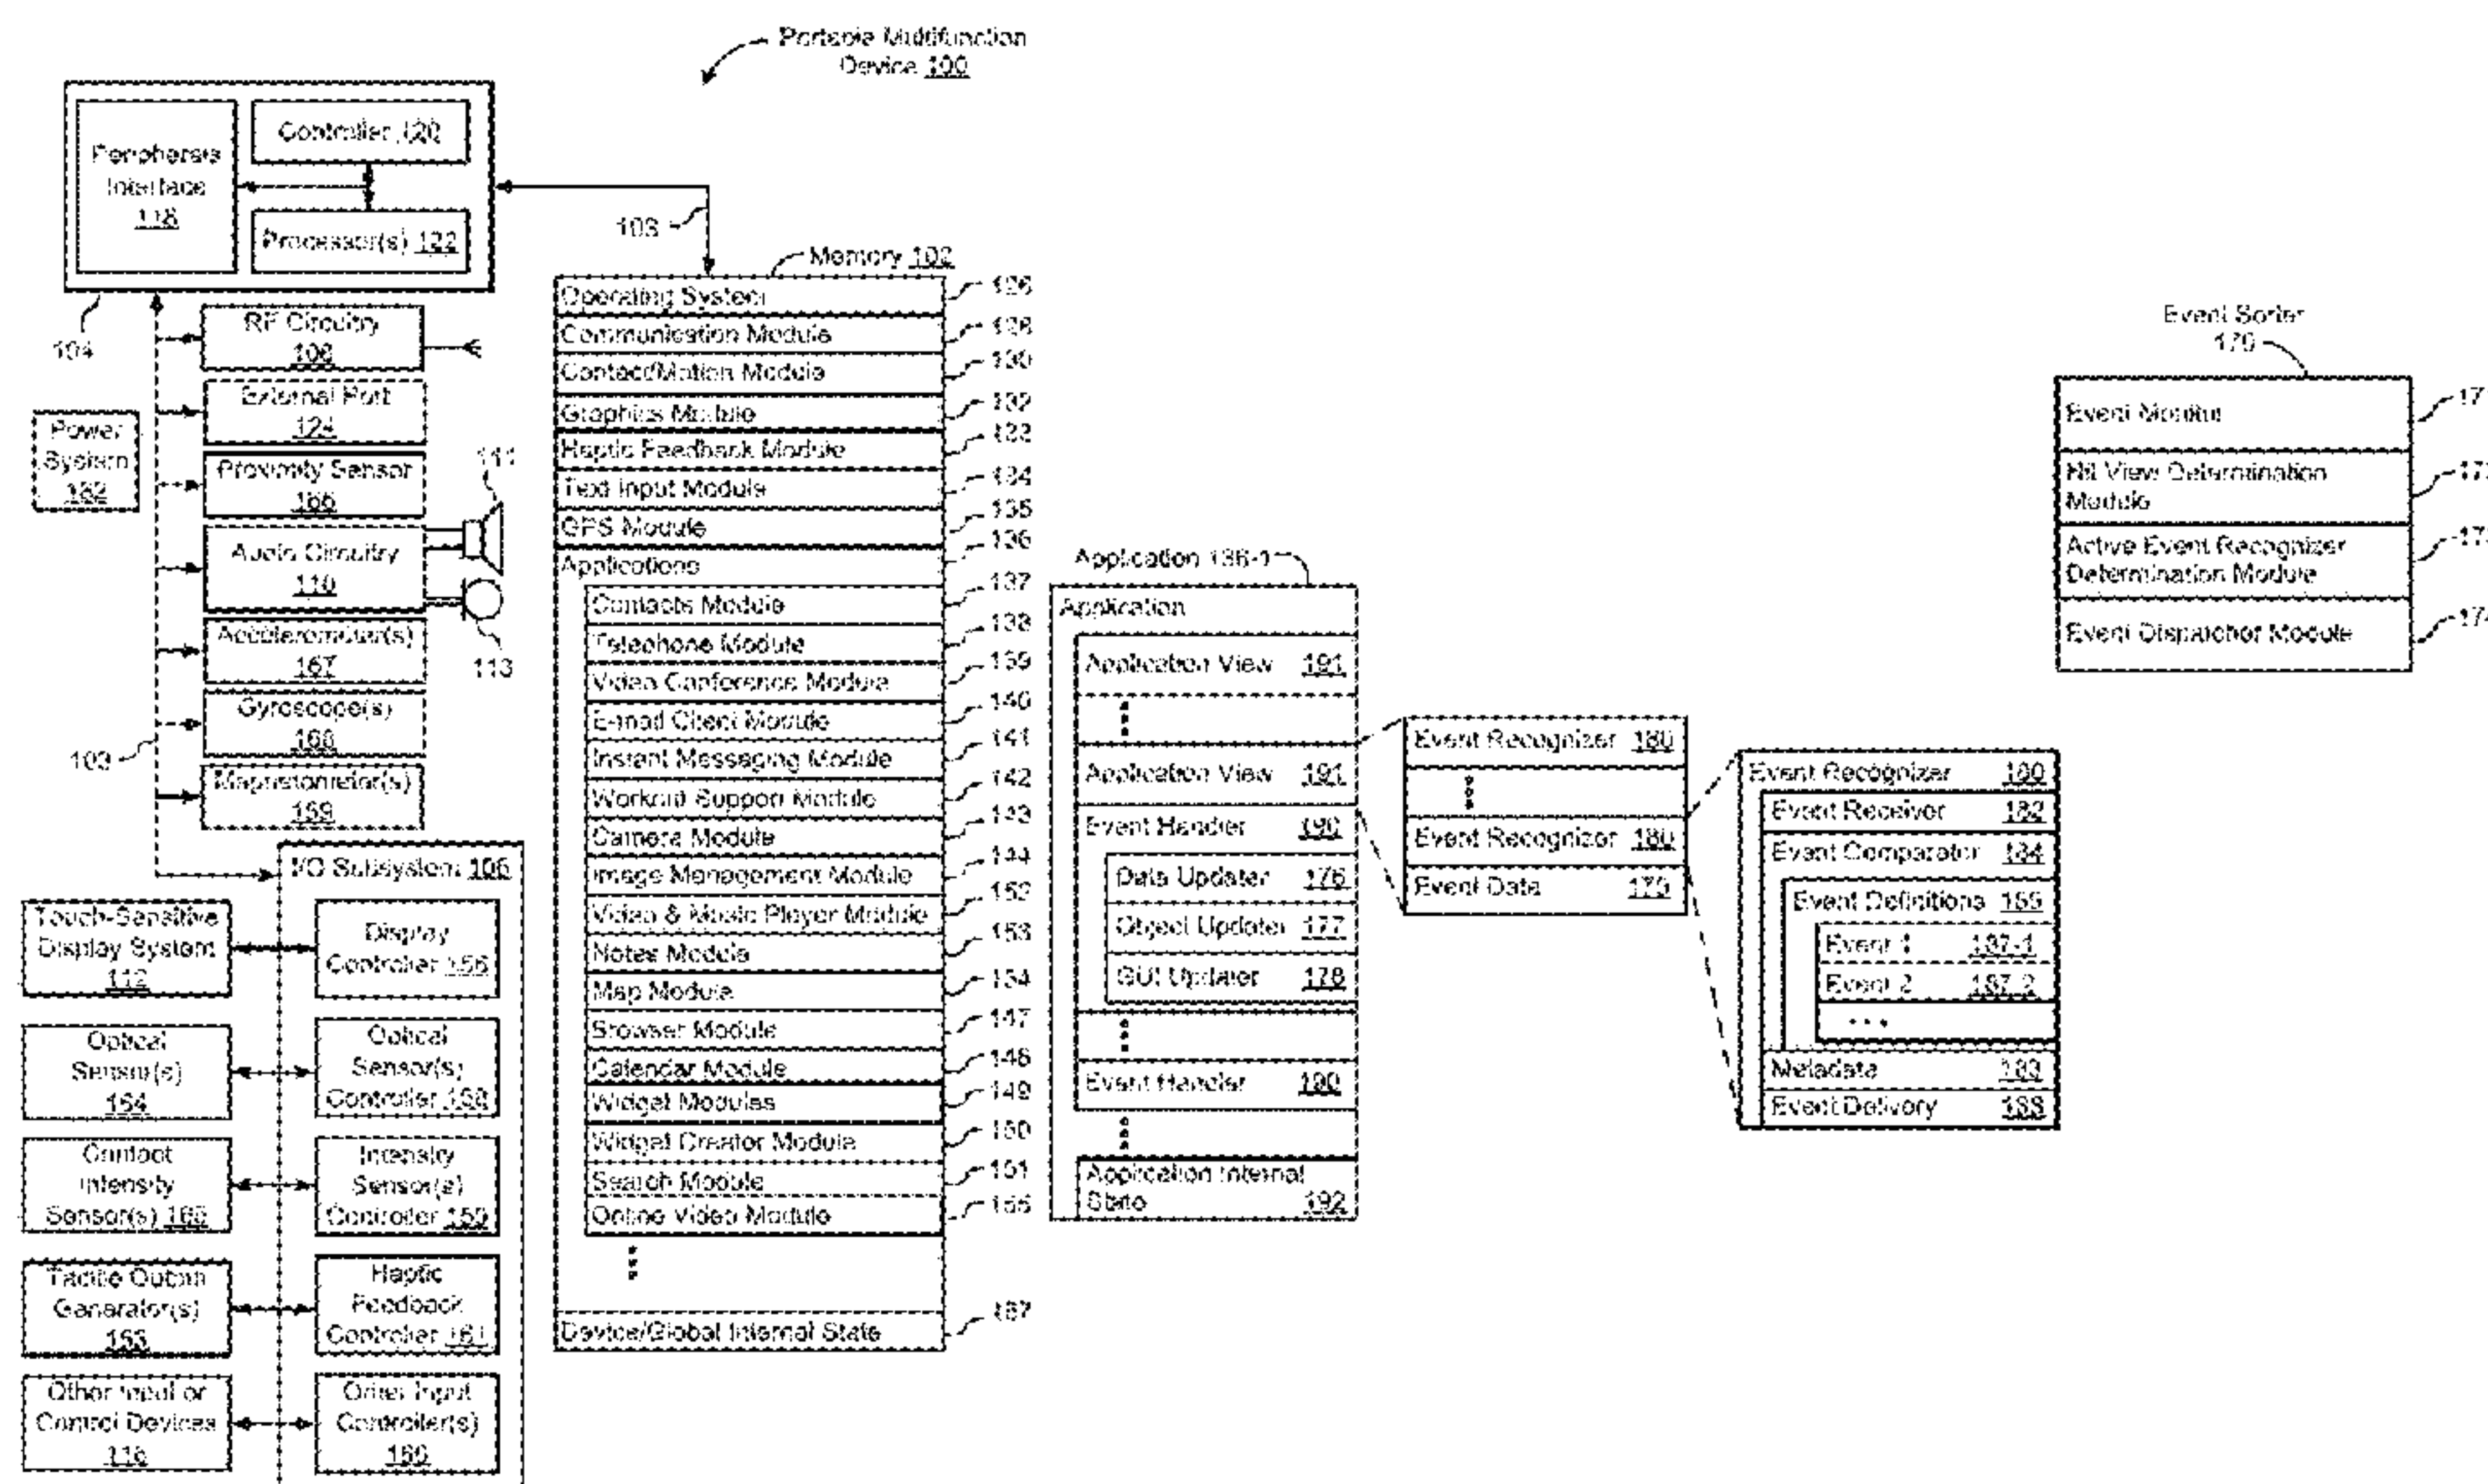 Portable Multifunction
Device 100
Controller 120
Peripherals
Interface
118
Processor(s) 122
103
Memory 102
104
RF Circuitry
108
External Port
124
Power
System
162
Proximity Sensor
166
111
Audio Circuitry
110
113
Accelerometer(s)
167
Gyroscope(s)
168
103
Magnetometer(s)
169
I/O Subsystem 106
Touch-Sensitive
Display System
112
Display
Controller 156
Optical
Sensor(s)
164
Optical
Sensor(s)
Controller 158
Contact
Intensity
Sensor(s) 165
Intensity
Sensor(s)
Controller 159
Tactile Output
Generator(s)
163
Haptic
Feedback
Controller 161
Other Input or
Control Devices
116
Other Input
Controller(s)
160
Operating System 126
Communication Module 128
Contact/Motion Module 130
Graphics Module 132
Haptic Feedback Module 133
Text Input Module 134
GPS Module 135
Applications 136
Contacts Module 137
Telephone Module 138
Video Conference Module 139
E-mail Client Module 140
Instant Messaging Module 141
Workout Support Module 142
Camera Module 143
Image Management Module 144
Video & Music Player Module 152
Notes Module 153
Map Module 154
Browser Module 147
Calendar Module 148
Widget Modules 149
Widget Creator Module 150
Search Module 151
Online Video Module 155
Device/Global Internal State 157
Application 136-1
Application
Application View 191
Application View 191
Event Handler 190
Data Updater 176
Object Updater 177
GUI Updater 178
Event Handler 190
Application Internal
State 192
Event Recognizer 180
Event Recognizer 180
Event Data 179
Event Recognizer 180
Event Receiver 182
Event Comparator 184
Event Definitions
Event 1 187-1
Event 2 187-2
...
Metadata 183
Event Delivery 188
Event Sorter
170
Event Monitor
Hit View Determination
Module
Active Event Recognizer
Determination Module
Event Dispatcher Module 174